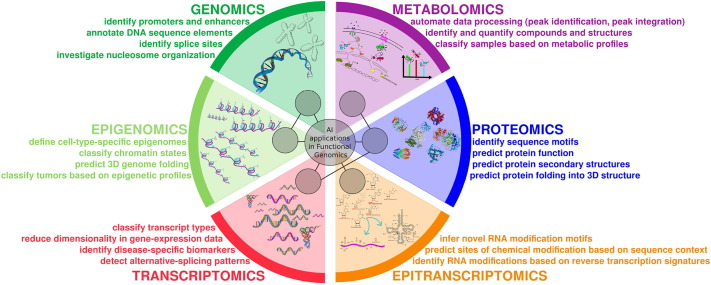 GENOMICS
identify promoters and enhancers
annotate DNA sequence elements
identify splice sites
investigate nucleosome organization
METABOLOMICS
automate data processing (peak identification, peak integration)
identify and quantify compounds and structures
classify samples based on metabolic profiles
EPIGENOMICS
define cell-type-specific epigenomes
classify chromatin states
predict 3D genome folding
classify tumors based on epigenetic profiles
AI
applications
in Functional
Genomics
PROTEOMICS
identify sequence motifs
predict protein function
predict protein secondary structures
predict protein folding into 3D structure
classify transcript types
reduce dimensionality in gene-expression data
identify disease-specific biomarkers
detect alternative-splicing patterns
TRANSCRIPTOMICS
infer novel RNA modification motifs
predict sites of chemical modification based on sequence context
identify RNA modifications based on reverse transcription signatures
EPITRANSCRIPTOMICS